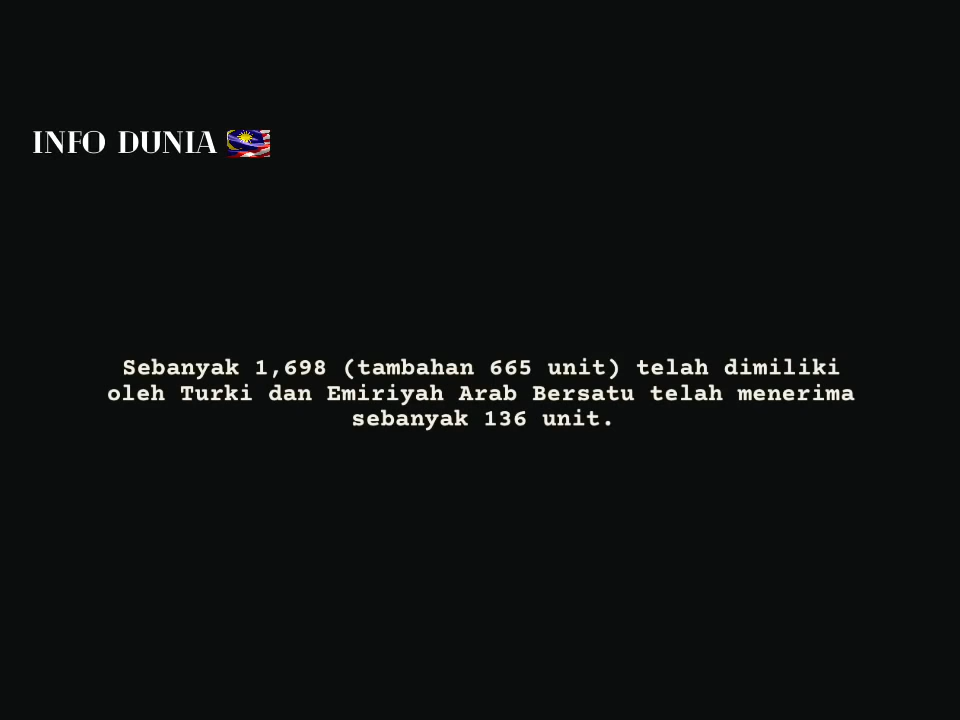 INFO DUNIA
Sebanyak 1,698 (tambahan 665 unit) telah dimiliki
oleh Turki dan Emiriyah Arab Bersatu telah menerima
sebanyak 136 unit.